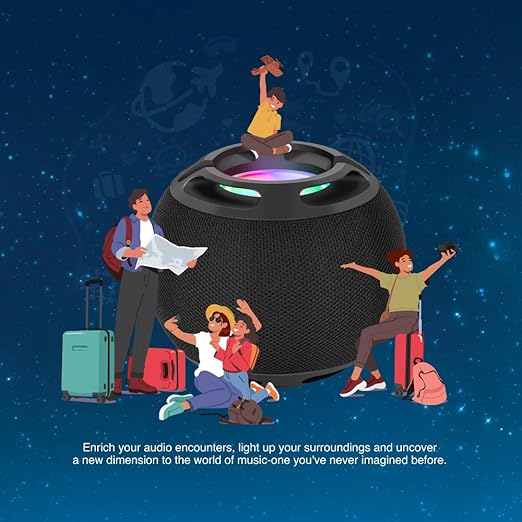 Enrich your audio encounters, light up your surroundings and uncover
a new dimension to the world of music-one you've never imagined before.